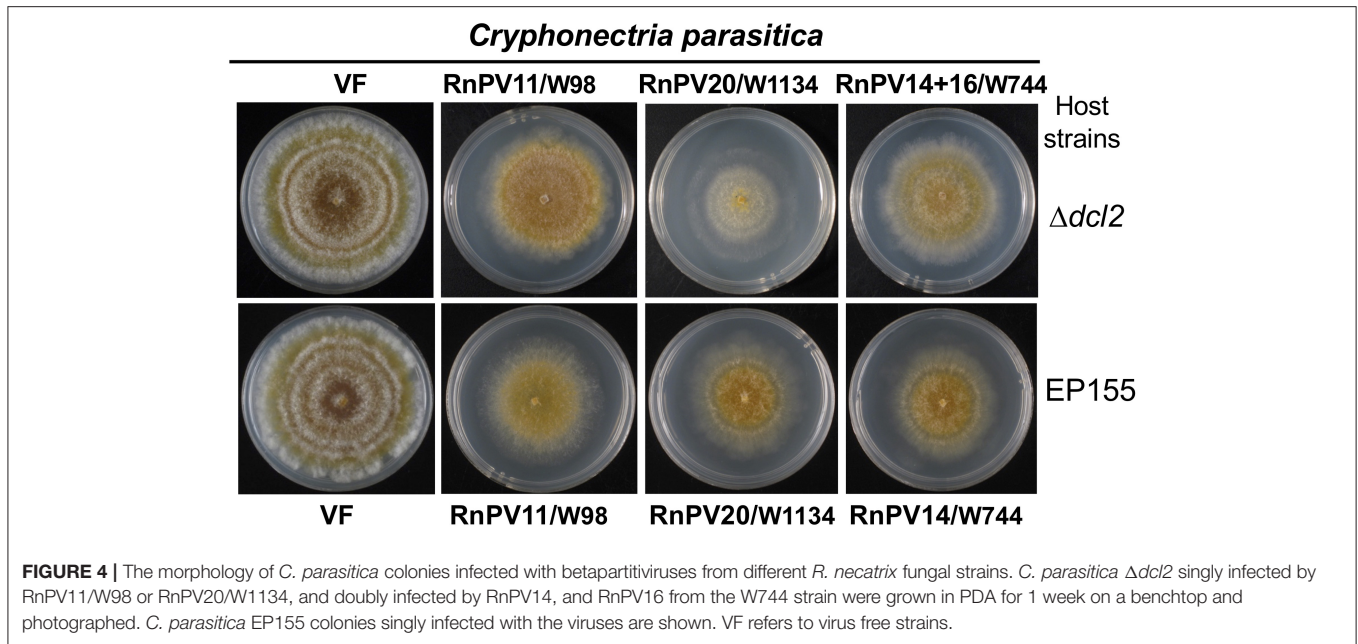 Cryphonectria parasitica
VF RnPV11/W98 RnPV20/W1134 RnPV14+16/W744
Host
strains
Δdcl2
EP155
VF RnPV11/W98 RnPV20/W1134 RnPV14/W744
FIGURE 4 | The morphology of C. parasitica colonies infected with betapartitiviruses from different R. necatrix fungal strains. C. parasitica Δdcl2 singly infected by
RnPV11/W98 or RnPV20/W1134, and doubly infected by RnPV14, and RnPV16 from the W744 strain were grown in PDA for 1 week on a benchtop and
photographed. C. parasitica EP155 colonies singly infected with the viruses are shown. VF refers to virus free strains.